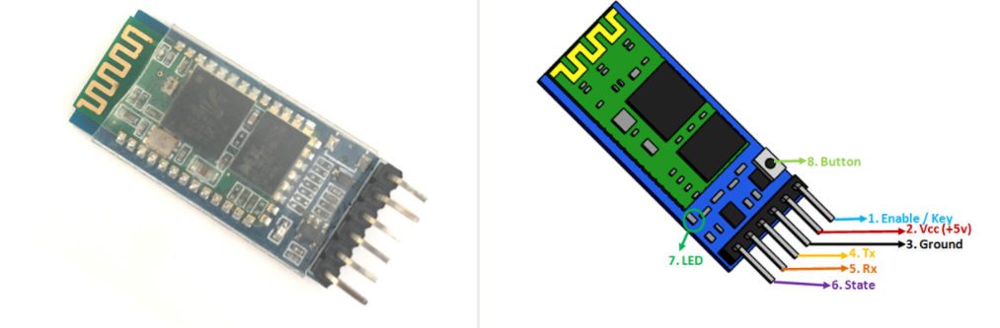 8. Button
1. Enable / Key
2. Vcc (+5v)
3. Ground
4. Tx
7. LED
5. Rx
6. State